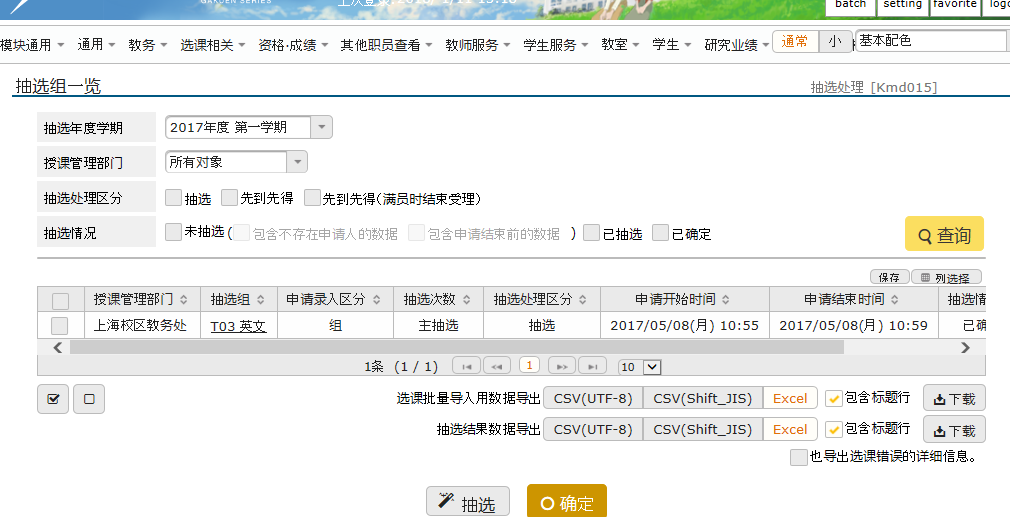 GAKUEN SERIES
batch setting favorite
模块通用 通用 教务 选课相关 资格·成绩 其他职员查看 教师服务 学生服务 教室 学生 研究业绩 通常 小 基本配色
抽选组一览 抽选处理 [Kmd015]
抽选年度学期 2017年度 第一学期
授课管理部门 所有对象
抽选处理区分 抽选 先到先得 先到先得(满员时结束受理)
抽选情况 未抽选 (包含不存在申请人的数据 包含申请结束前的数据 ) 已抽选 已确定
查询
保存 列选择
授课管理部门 抽选组 申请录入区分 抽选次数 抽选处理区分 申请开始时间 申请结束时间
上海校区教务处 T03 英文 组 主抽选 抽选 2017/05/08(月) 10:55 2017/05/08(月) 10:59
1条 (1 / 1) 1 10
选课批量导入用数据导出 CSV(UTF-8) CSV(Shift_JIS) Excel 包含标题行 下载
抽选结果数据导出 CSV(UTF-8) CSV(Shift_JIS) Excel 包含标题行 下载
也导出选课错误的详细信息。
抽选 确定